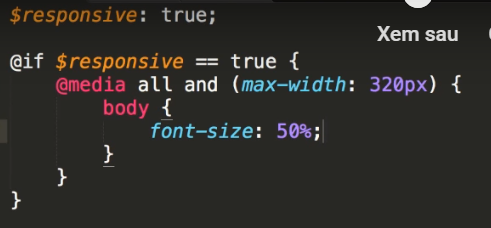 $responsive: true;
Xem sau
@if $responsive == true {
@media all and (max-width: 320px) {
body {
font-size: 50%;
}
}
}